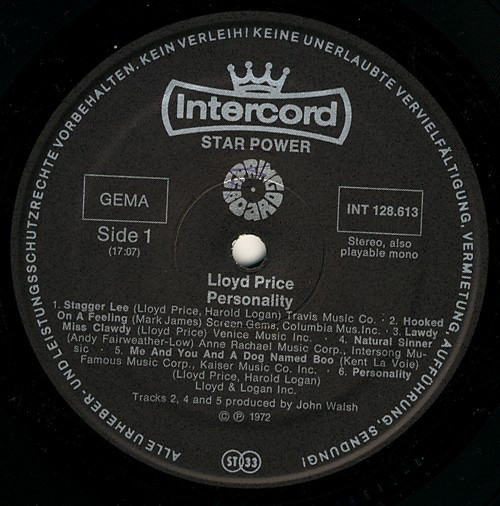 ALLE URHEBER- UND LEISTUNGSSCHUTZRECHTE VORBEHALTEN. KEIN VERLEIH! KEINE UNERLAUBTE VERVIELFÄLTIGUNG, VERMIETUNG, AUFFÜHRUNG, SENDUNG!
Intercord
STAR POWER
SPRING BOARD
GEMA
INT 128.613
Side 1
(17:07)
Stereo, also
playable mono
Lloyd Price
Personality
1. Stagger Lee (Lloyd Price, Harold Logan) Travis Music Co. · 2. Hooked
On A Feeling (Mark James) Screen Gems, Columbia Mus.Inc. · 3. Lawdy
Miss Clawdy (Lloyd Price) Venice Music Inc. · 4. Natural Sinner
(Andy Fairweather-Low) Anne Rachael Music Corp., Intersong Mu-
sic · 5. Me And You And A Dog Named Boo (Kent La Voie)
Famous Music Corp., Kaiser Music Co. Inc. · 6. Personality
(Lloyd Price, Harold Logan)
Lloyd & Logan Inc.
Tracks 2, 4 and 5 produced by John Walsh
© ℗ 1972
ST 33